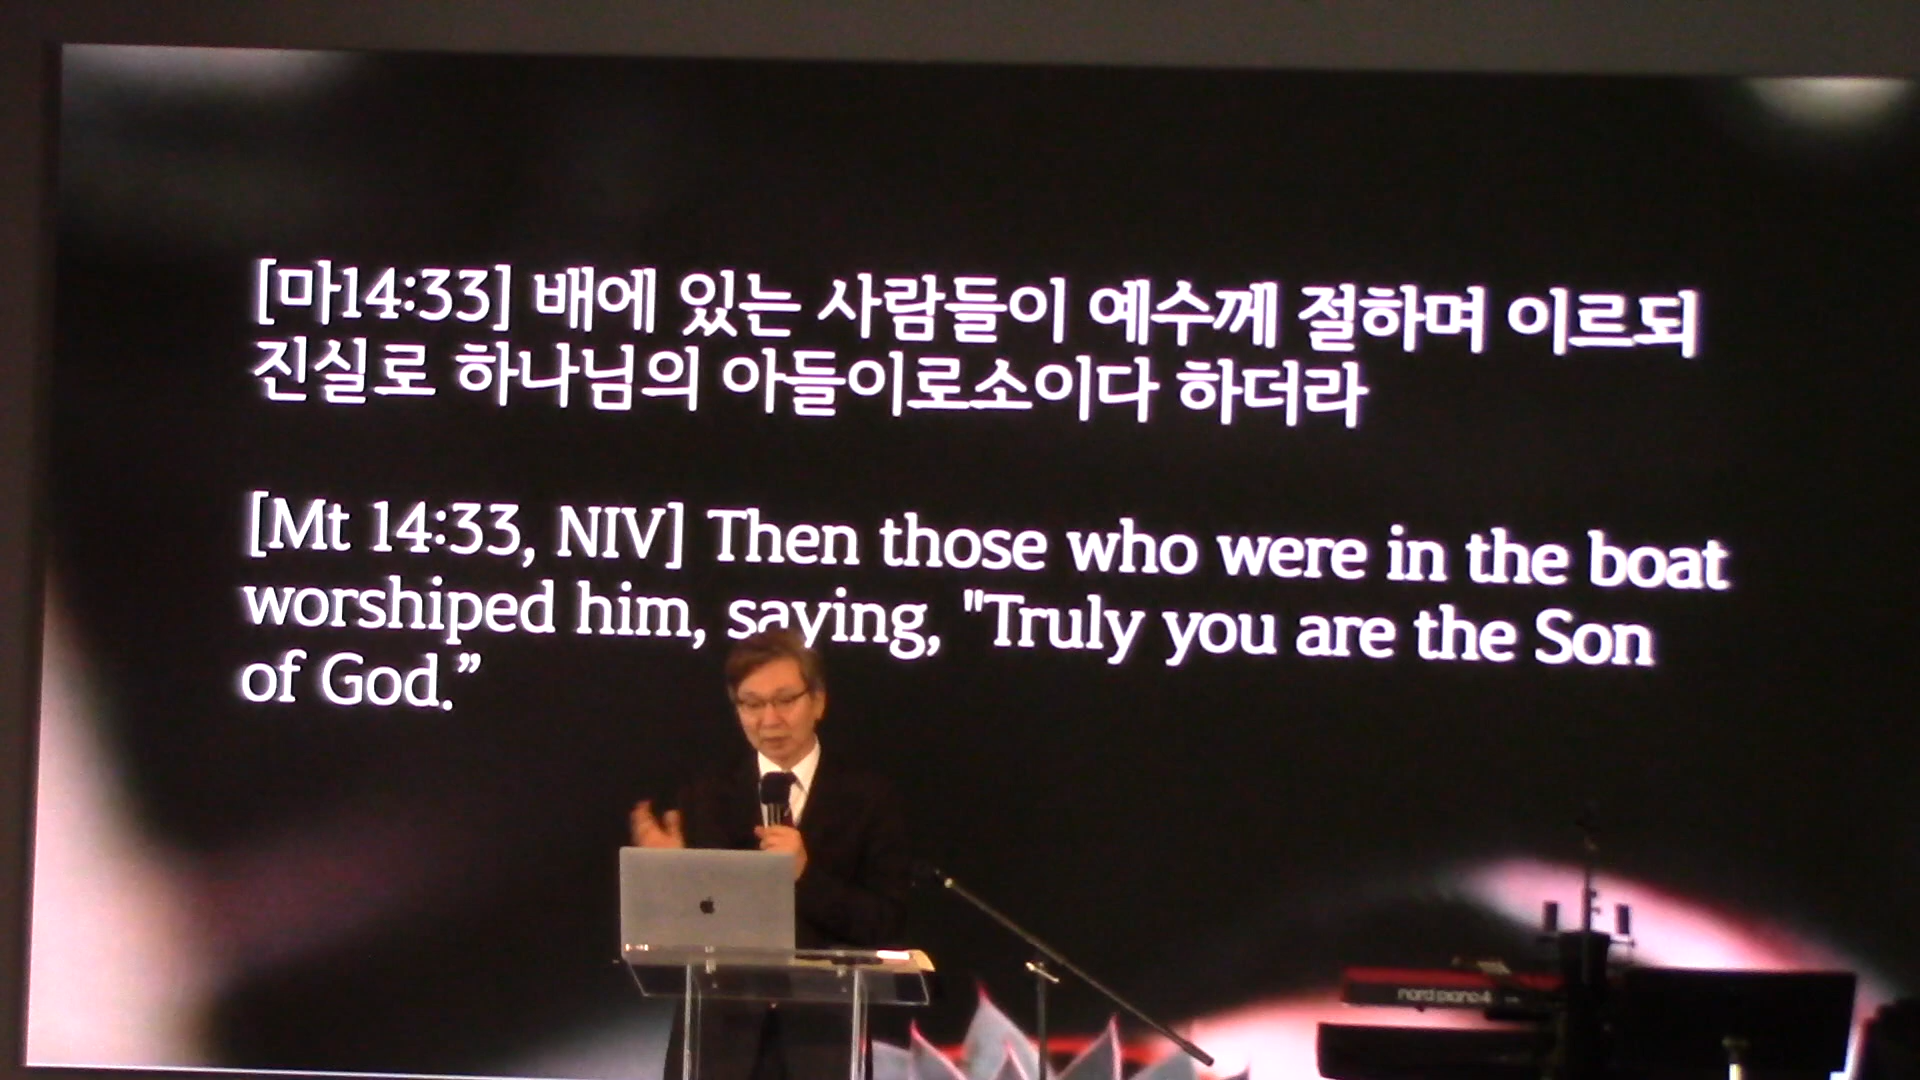 [마14:33] 배에 있는 사람들이 예수께 절하며 이르되
진실로 하나님의 아들이로소이다 하더라
[Mt 14:33, NIV] Then those who were in the boat
worshiped him, saying, "Truly you are the Son
of God.”
nord piano 4